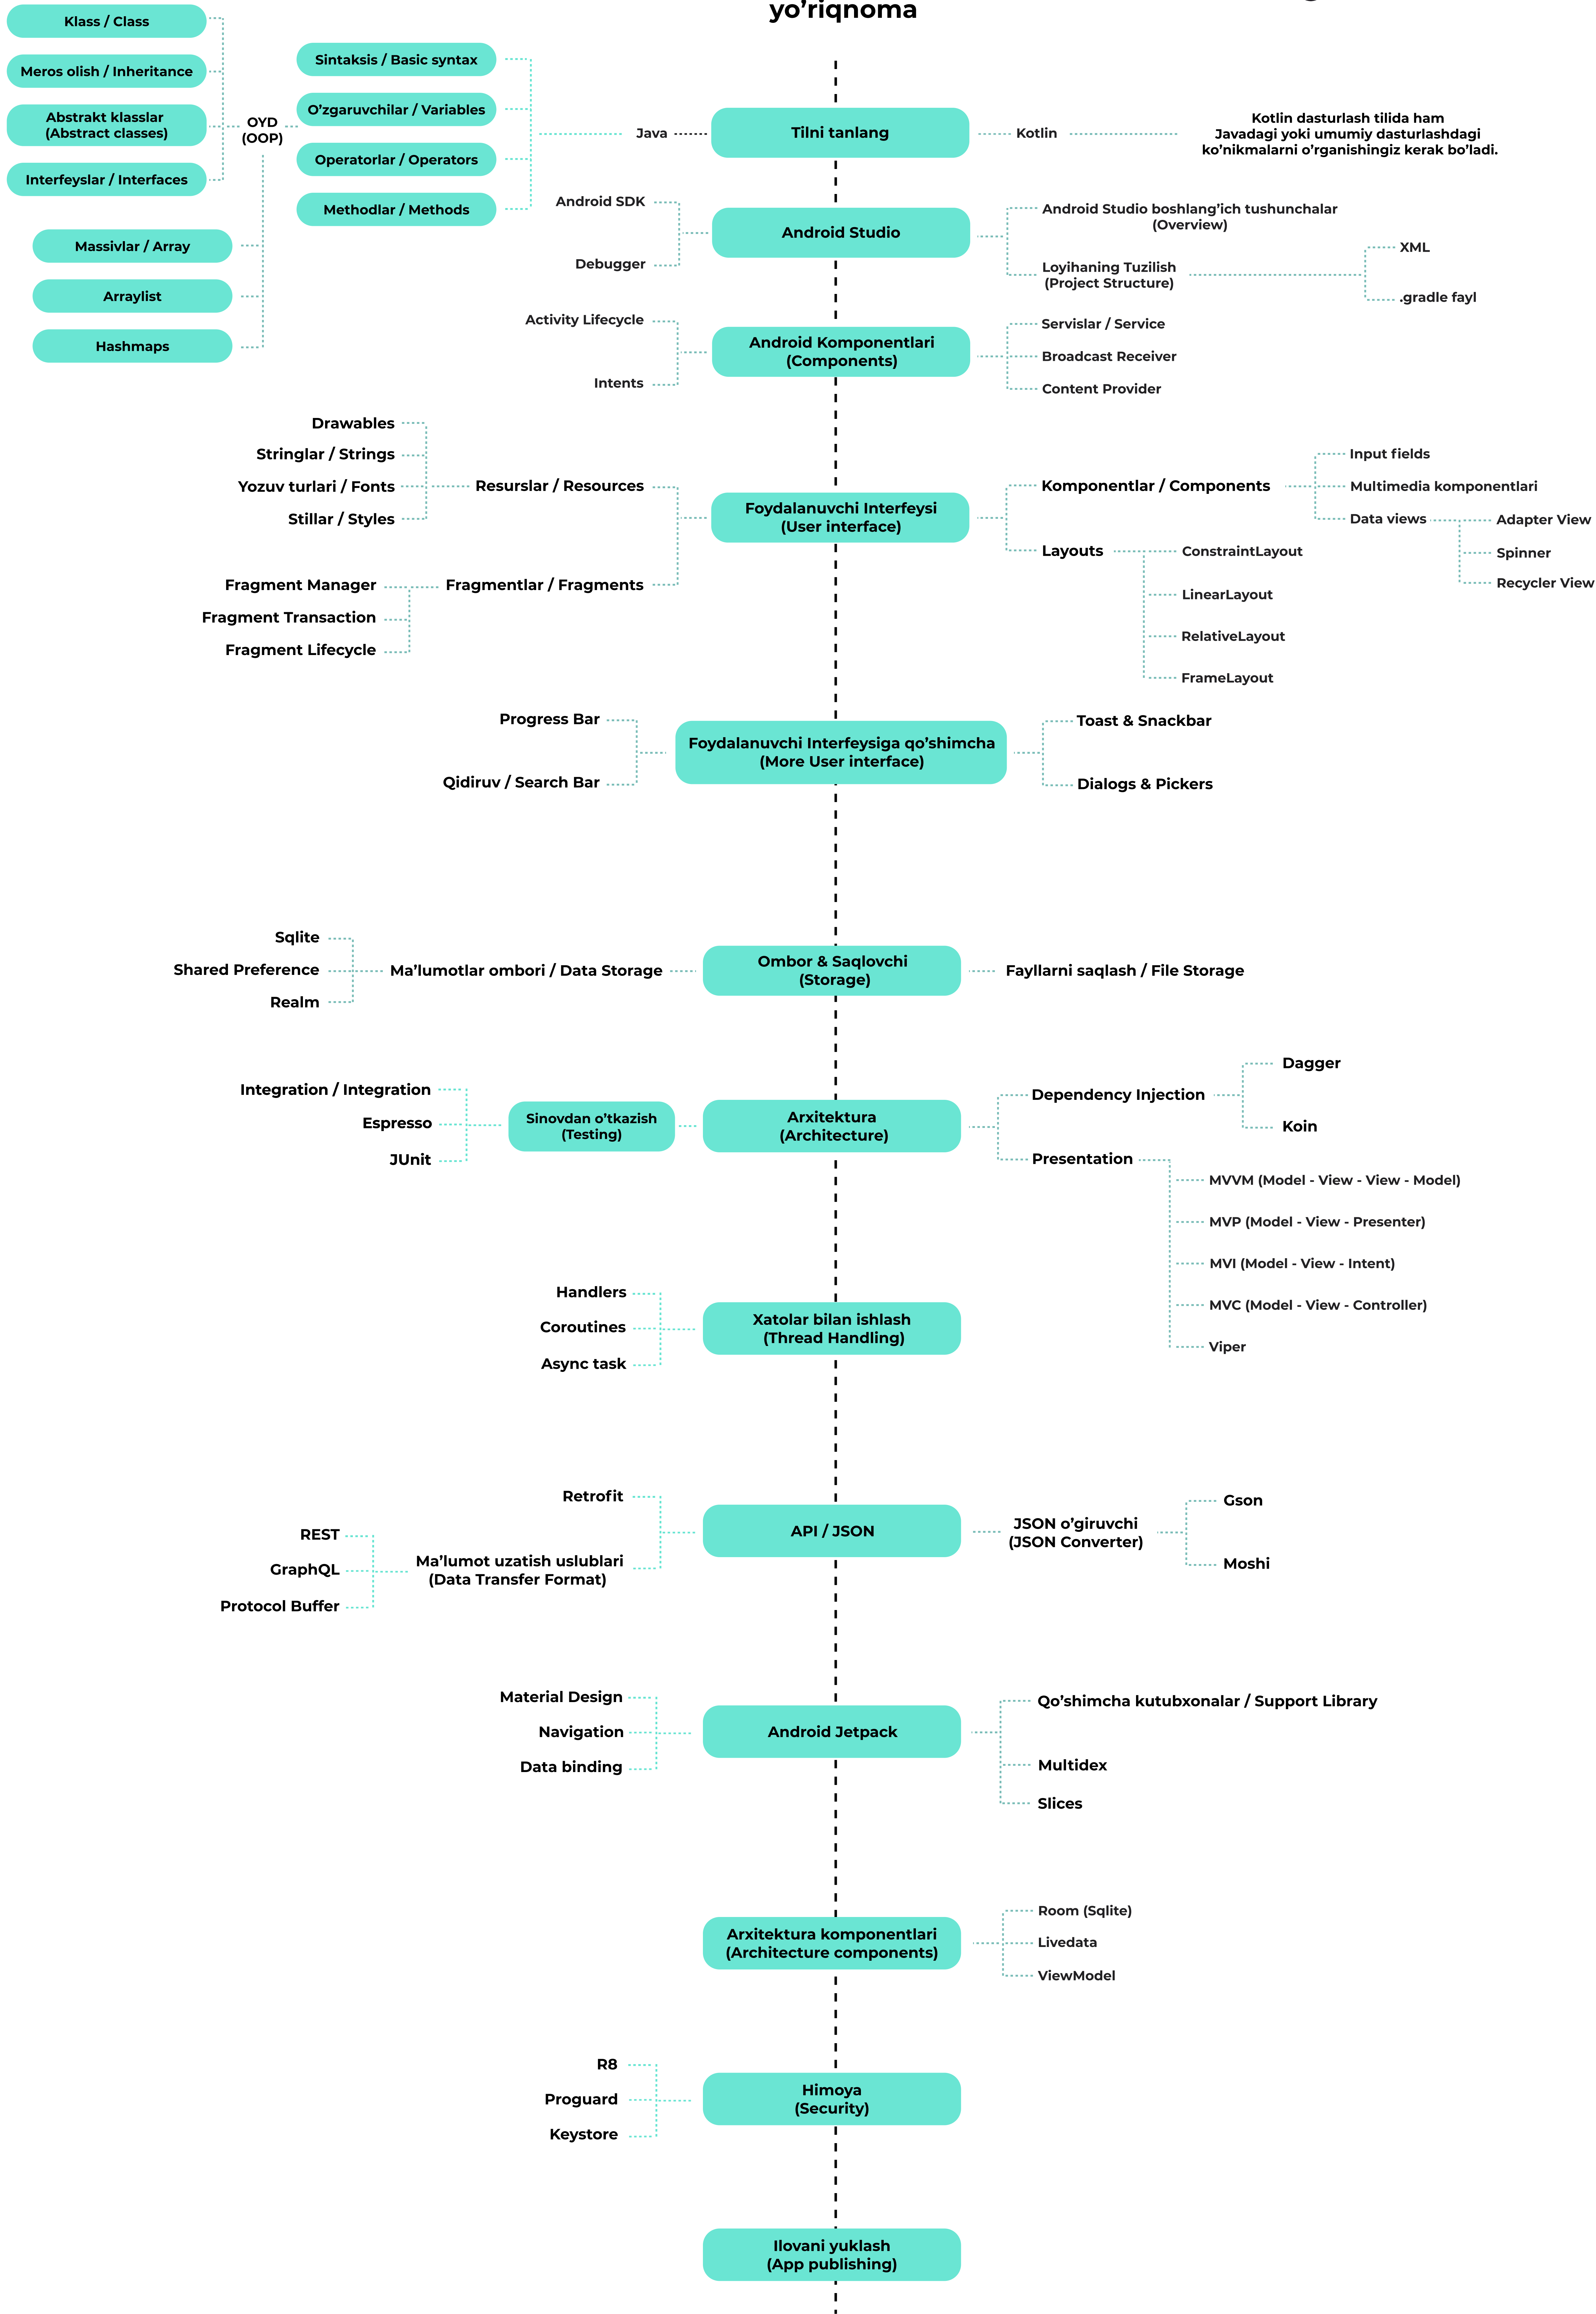 yo’riqnoma
Klass / Class
Meros olish / Inheritance
Abstrakt klasslar
(Abstract classes)
Interfeyslar / Interfaces
OYD
(OOP)
Massivlar / Array
Arraylist
Hashmaps
Sintaksis / Basic syntax
O’zgaruvchilar / Variables
Operatorlar / Operators
Methodlar / Methods
Java
Tilni tanlang
Kotlin
Kotlin dasturlash tilida ham
Javadagi yoki umumiy dasturlashdagi
ko’nikmalarni o’rganishingiz kerak bo’ladi.
Android SDK
Debugger
Android Studio
Android Studio boshlang’ich tushunchalar
(Overview)
Loyihaning Tuzilish
(Project Structure)
XML
.gradle fayl
Activity Lifecycle
Intents
Android Komponentlari
(Components)
Servislar / Service
Broadcast Receiver
Content Provider
Drawables
Stringlar / Strings
Yozuv turlari / Fonts
Stillar / Styles
Resurslar / Resources
Fragment Manager
Fragment Transaction
Fragment Lifecycle
Fragmentlar / Fragments
Foydalanuvchi Interfeysi
(User interface)
Komponentlar / Components
Input fields
Multimedia komponentlari
Data views
Adapter View
Spinner
Recycler View
Layouts
ConstraintLayout
LinearLayout
RelativeLayout
FrameLayout
Progress Bar
Qidiruv / Search Bar
Foydalanuvchi Interfeysiga qo’shimcha
(More User interface)
Toast & Snackbar
Dialogs & Pickers
Sqlite
Shared Preference
Realm
Ma’lumotlar ombori / Data Storage
Ombor & Saqlovchi
(Storage)
Fayllarni saqlash / File Storage
Integration / Integration
Espresso
JUnit
Sinovdan o’tkazish
(Testing)
Arxitektura
(Architecture)
Dependency Injection
Dagger
Koin
Presentation
MVVM (Model - View - View - Model)
MVP (Model - View - Presenter)
MVI (Model - View - Intent)
MVC (Model - View - Controller)
Viper
Handlers
Coroutines
Async task
Xatolar bilan ishlash
(Thread Handling)
Retrofit
REST
GraphQL
Protocol Buffer
Ma’lumot uzatish uslublari
(Data Transfer Format)
API / JSON
JSON o’giruvchi
(JSON Converter)
Gson
Moshi
Material Design
Navigation
Data binding
Android Jetpack
Qo’shimcha kutubxonalar / Support Library
Multidex
Slices
Arxitektura komponentlari
(Architecture components)
Room (Sqlite)
Livedata
ViewModel
R8
Proguard
Keystore
Himoya
(Security)
Ilovani yuklash
(App publishing)